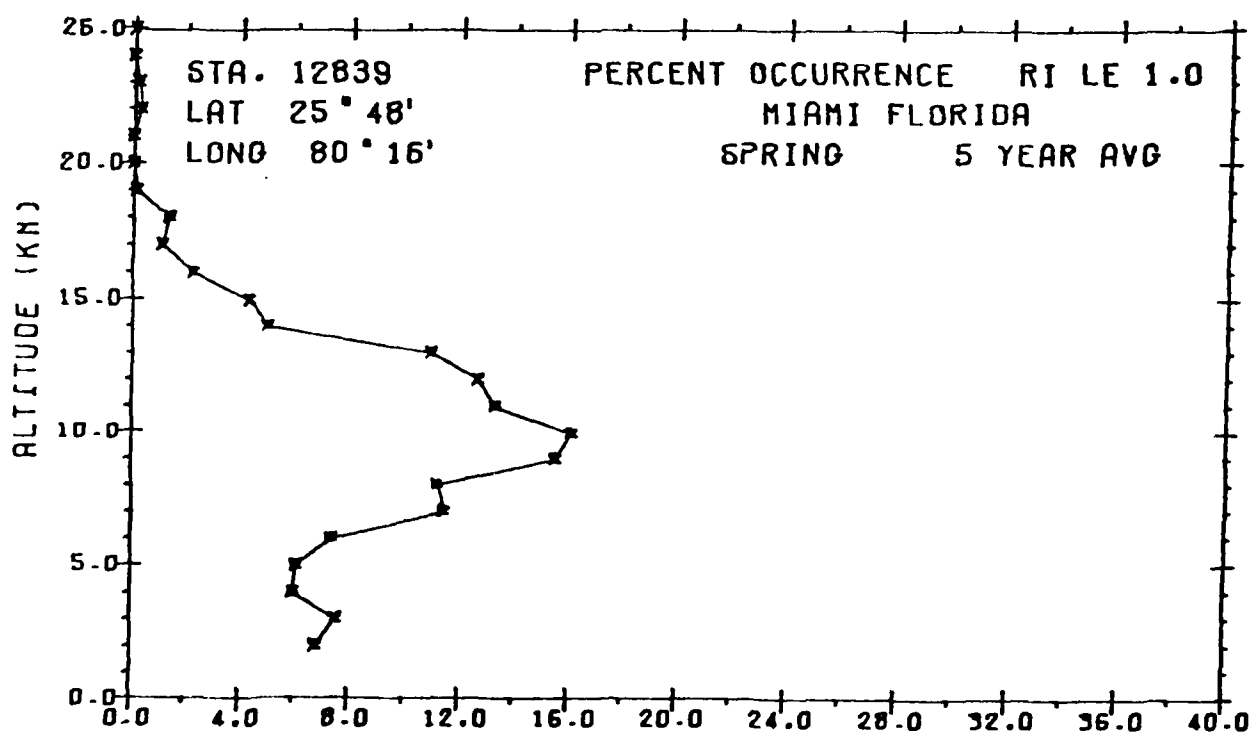 25.0
STA. 12839 PERCENT OCCURRENCE RI LE 1.0
LAT 25° 48' MIAMI FLORIDA
LONG 80° 16' SPRING 5 YEAR AVG
20.0
ALTITUDE (KM)
15.0
10.0
5.0
0.0
0.0 4.0 8.0 12.0 16.0 20.0 24.0 28.0 32.0 36.0 40.0